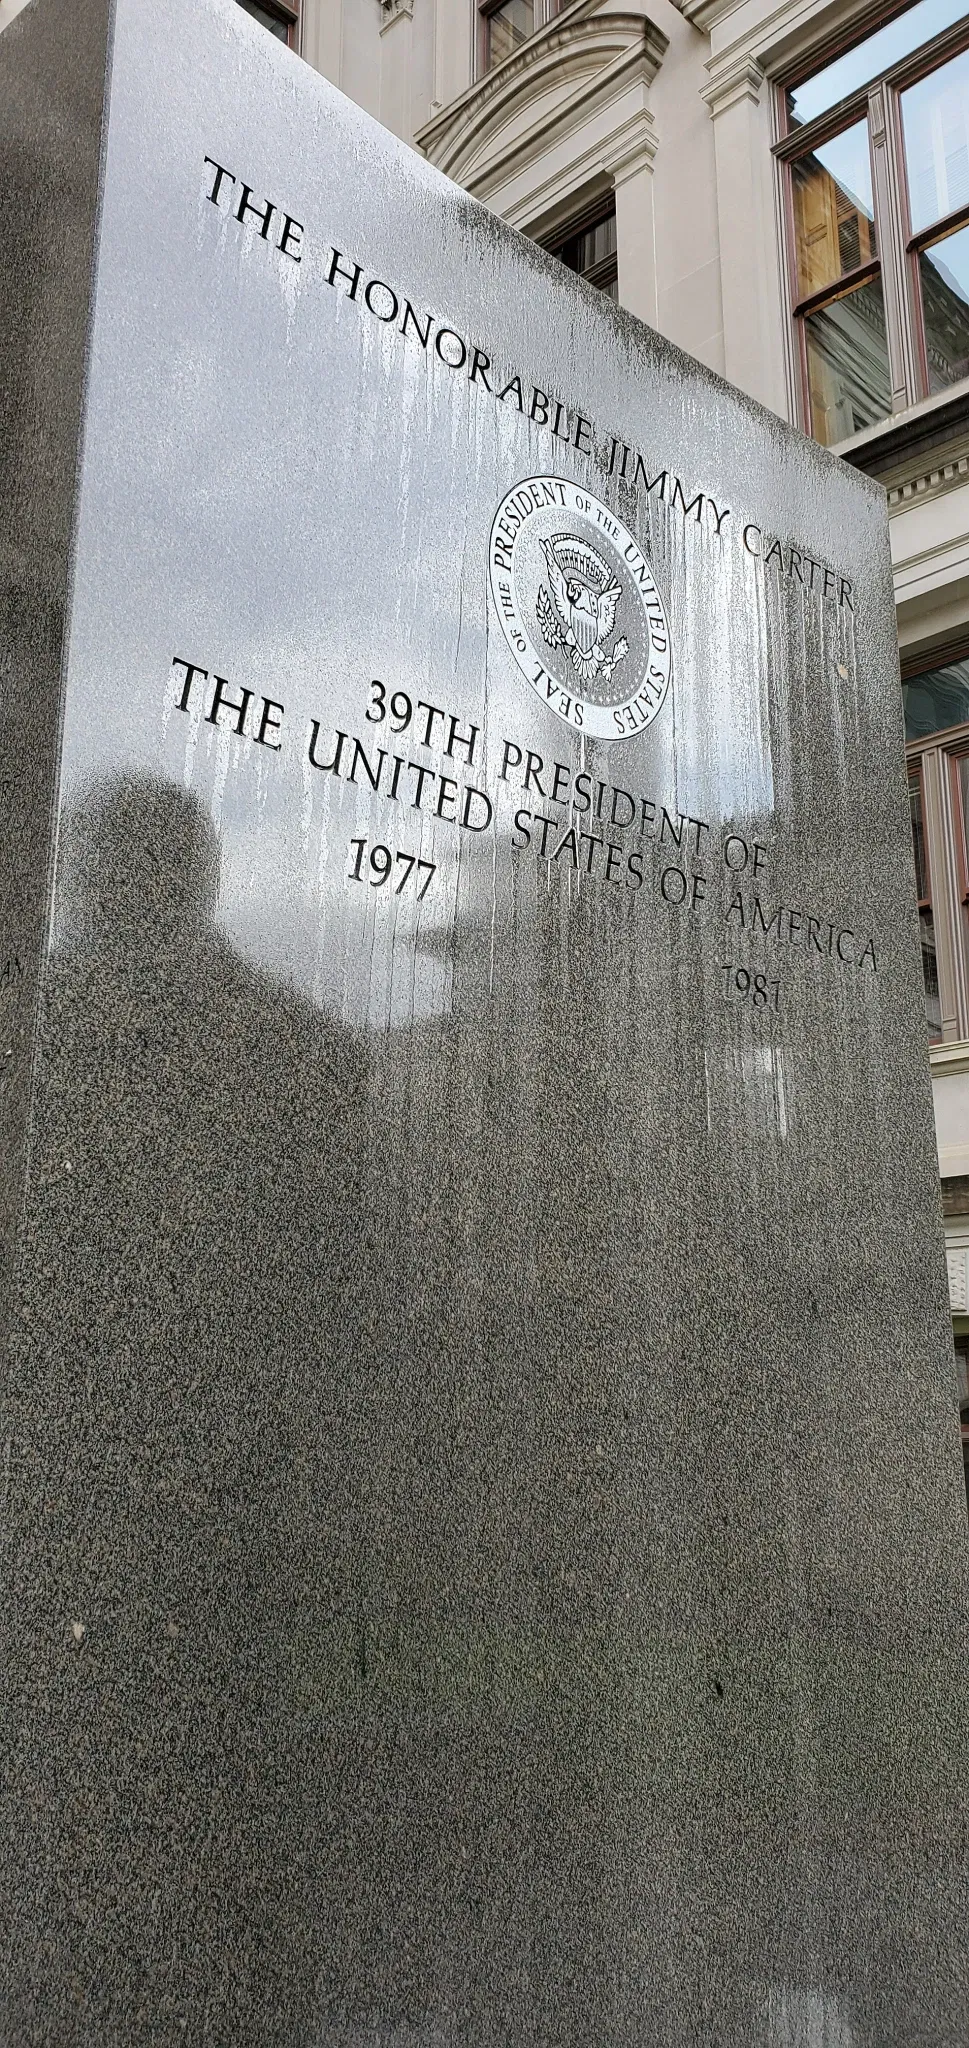 THE HONORABLE JIMMY CARTER
SEAL OF THE PRESIDENT OF THE UNITED STATES
39TH PRESIDENT OF
THE UNITED STATES OF AMERICA
1977 1981